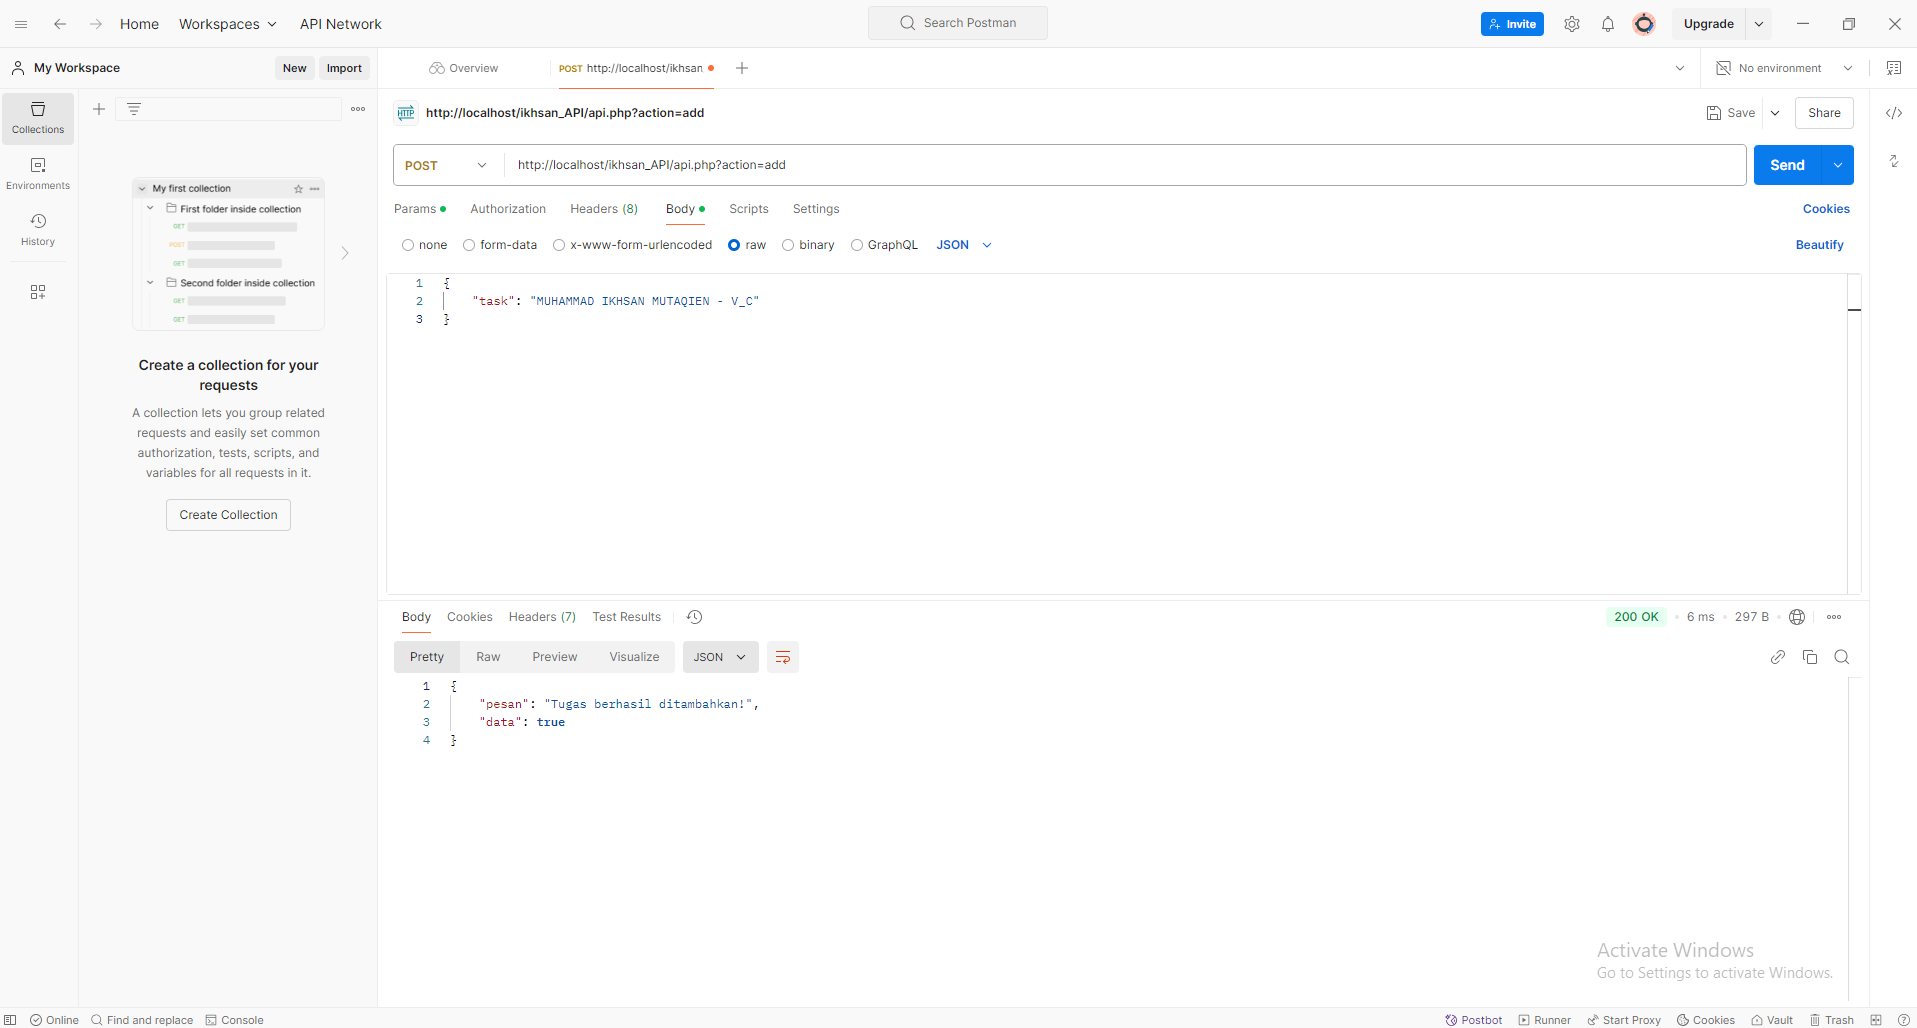 Home Workspaces API Network Search Postman Invite Upgrade
My Workspace New Import Overview POST http://localhost/ikhsan No environment
Collections
Environments
History
My first collection
First folder inside collection
GET
POST
GET
Second folder inside collection
GET
GET
Create a collection for your
requests
A collection lets you group related
requests and easily set common
authorization, tests, scripts, and
variables for all requests in it.
Create Collection
HTTP http://localhost/ikhsan_API/api.php?action=add Save Share
POST http://localhost/ikhsan_API/api.php?action=add Send
Params Authorization Headers (8) Body Scripts Settings Cookies
none form-data x-www-form-urlencoded raw binary GraphQL JSON Beautify
1 {
2 "task": "MUHAMMAD IKHSAN MUTAQIEN - V_C"
3 }
Body Cookies Headers (7) Test Results 200 OK 6 ms 297 B
Pretty Raw Preview Visualize JSON
1 {
2 "pesan": "Tugas berhasil ditambahkan!",
3 "data": true
4 }
Activate Windows
Go to Settings to activate Windows.
Online Find and replace Console Postbot Runner Start Proxy Cookies Vault Trash